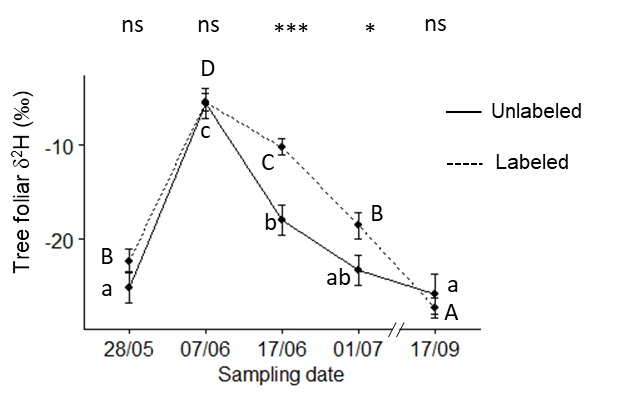 ns ns *** * ns
D
c
C
b
B
ab
B
a
a
A
Unlabeled
Labeled
-10
-20
Tree foliar δ²H (‰)
28/05 07/06 17/06 01/07 17/09
Sampling date